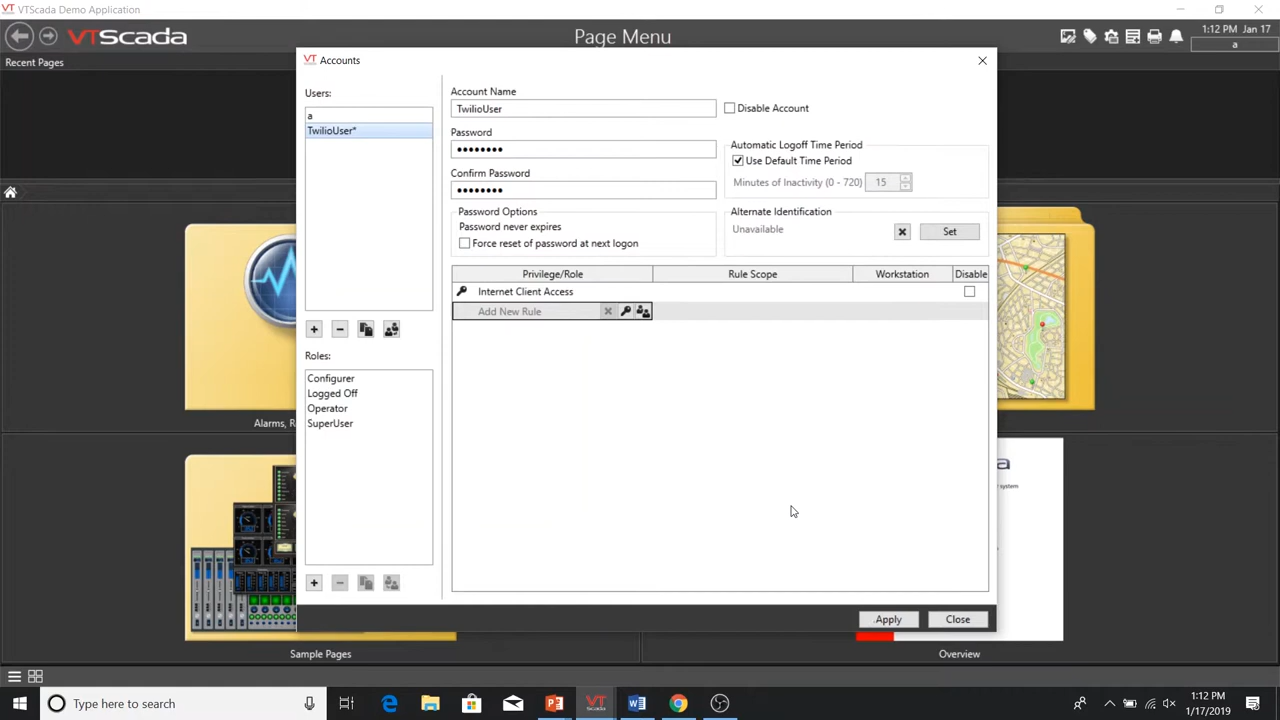 VTScada Demo Application
VTScada
Page Menu
1:12 PM Jan 17
a
Recent Pages
Accounts
Users:
a
TwilioUser*
Roles:
Configurer
Logged Off
Operator
SuperUser
Account Name
TwilioUser
Disable Account
Password
••••••••
Confirm Password
••••••••
Automatic Logoff Time Period
Use Default Time Period
Minutes of Inactivity (0 - 720) 15
Password Options
Password never expires
Force reset of password at next logon
Alternate Identification
Unavailable
Set
Privilege/Role Rule Scope Workstation Disable
Internet Client Access
Add New Rule
Apply Close
Alarms, R
system
Sample Pages
Overview
Type here to search
1:12 PM
1/17/2019